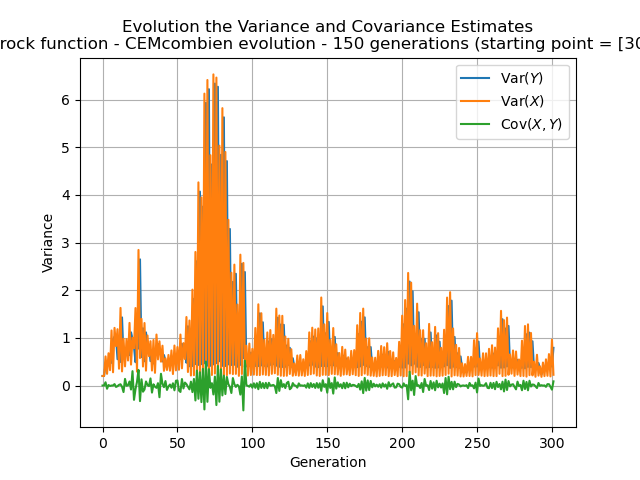 Evolution the Variance and Covariance Estimates
rock function - CEMcombien evolution - 150 generations (starting point = [30
Var(Y)
Var(X)
Cov(X, Y)
6
5
4
3
2
1
0
Variance
0 50 100 150 200 250 300
Generation